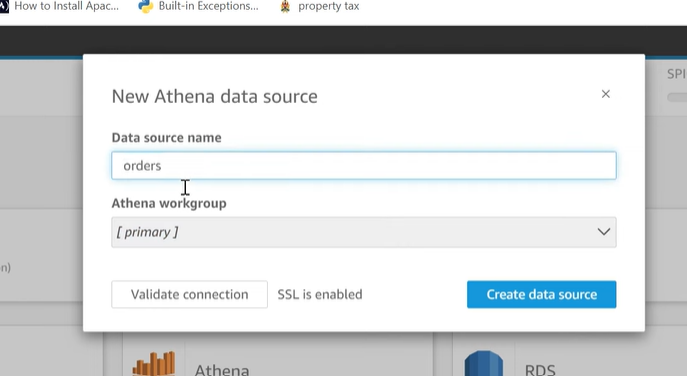 How to Install Apac...
Built-in Exceptions...
property tax
SPI
New Athena data source
Data source name
orders
Athena workgroup
[ primary ]
n)
Validate connection
SSL is enabled
Create data source
Athena
RDS